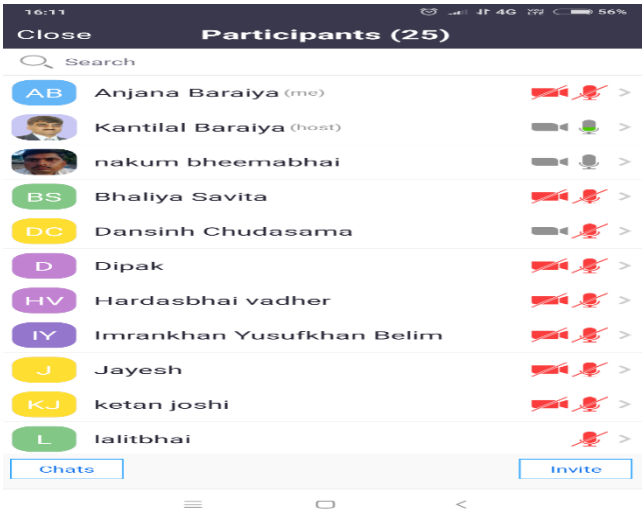 16:11 4G 56%
Close Participants (25)
Search
AB Anjana Baraiya (me)
Kantilal Baraiya (host)
nakum bheemabhai
BS Bhaliya Savita
DC Dansinh Chudasama
D Dipak
HV Hardasbhai vadher
IY Imrankhan Yusufkhan Belim
J Jayesh
KJ ketan joshi
L lalitbhai
Chats Invite